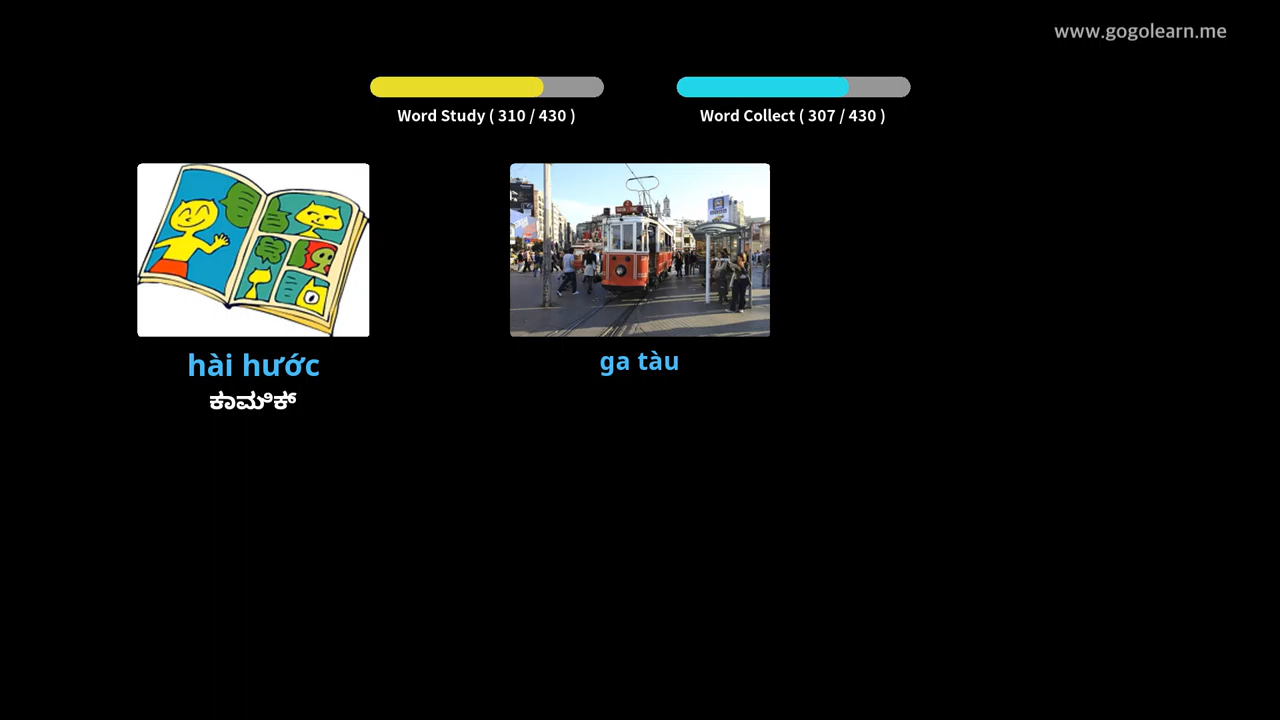 www.gogolearn.me
Word Study ( 310 / 430 )
Word Collect ( 307 / 430 )
hài hước
ಕಾಮಿಕ್
ga tàu